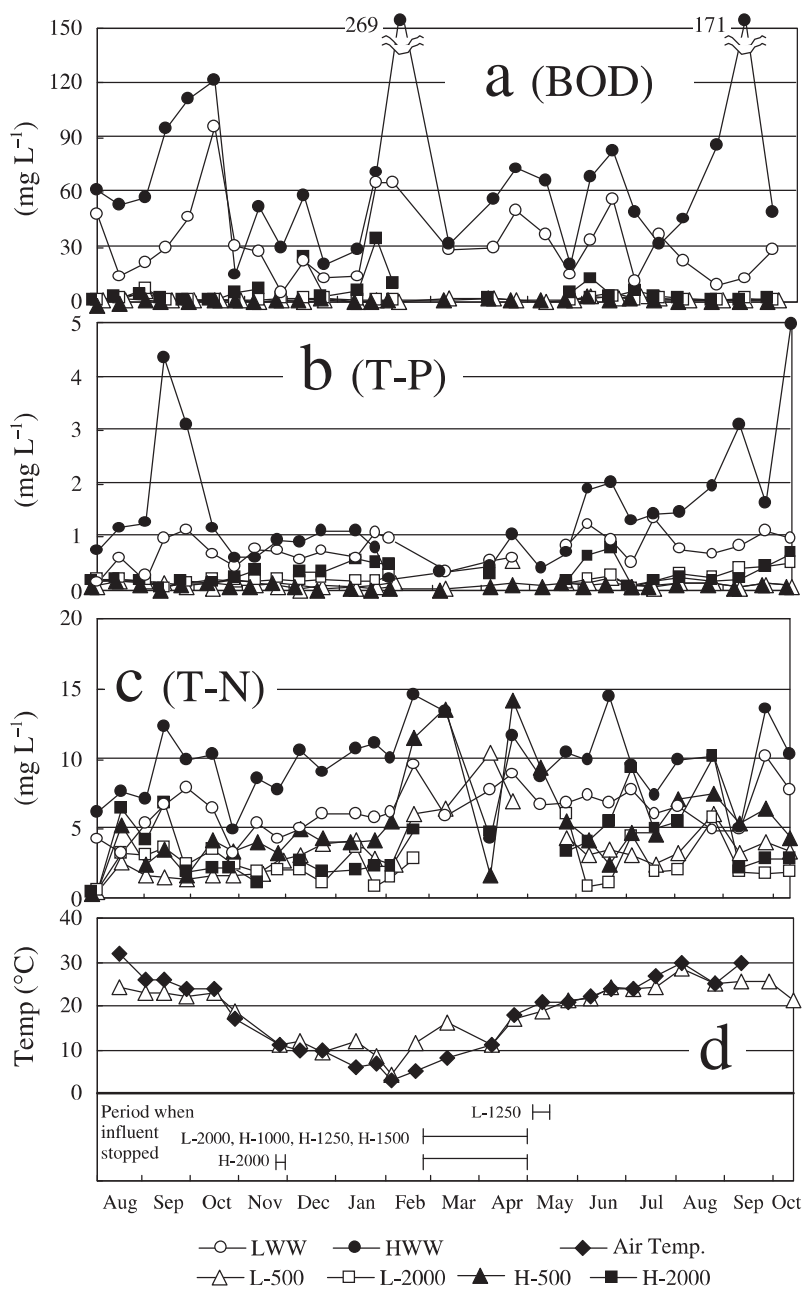 269
171
150
120
90
60
30
0
(mg L⁻¹)
a (BOD)
5
4
3
2
1
0
(mg L⁻¹)
b (T-P)
20
15
10
5
0
(mg L⁻¹)
c (T-N)
40
30
20
10
0
Temp (°C)
d
Period when
influent
stopped
L-1250
L-2000, H-1000, H-1250, H-1500
H-2000
Aug Sep Oct Nov Dec Jan Feb Mar Apr May Jun Jul Aug Sep Oct
LWW HWW Air Temp.
L-500 L-2000 H-500 H-2000